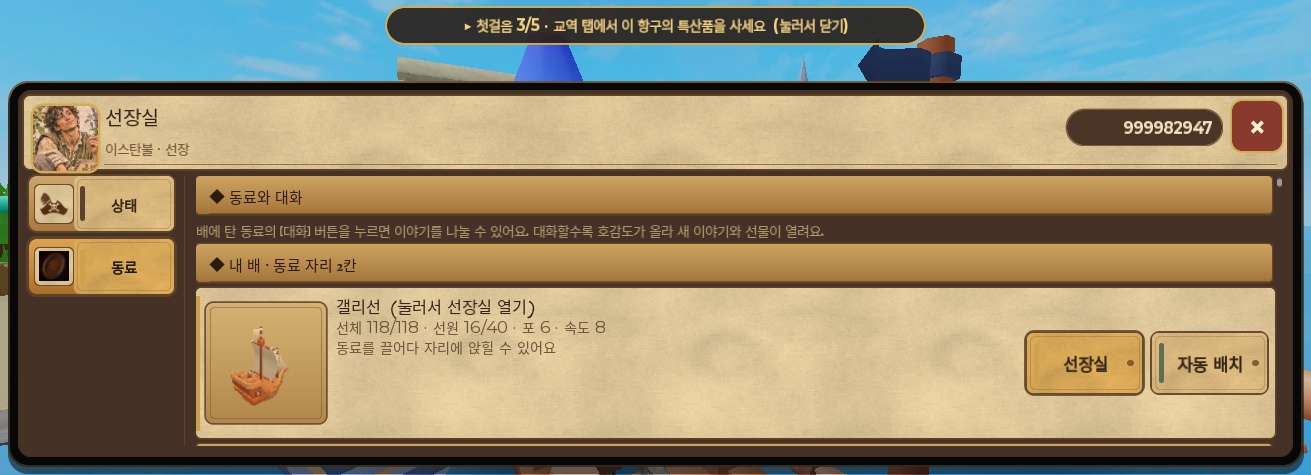 ▸ 첫걸음 3/5 · 교역 탭에서 이 항구의 특산품을 사세요 (눌러서 닫기)
선장실
이스탄불 · 선장
999982947
×
상태
동료
◆ 동료와 대화
배에 탄 동료의 [대화] 버튼을 누르면 이야기를 나눌 수 있어요. 대화할수록 호감도가 올라 새 이야기와 선물이 열려요.
◆ 내 배 · 동료 자리 2칸
갤리선 (눌러서 선장실 열기)
선체 118/118 · 선원 16/40 · 포 6 · 속도 8
동료를 끌어다 자리에 앉힐 수 있어요
선장실
자동 배치